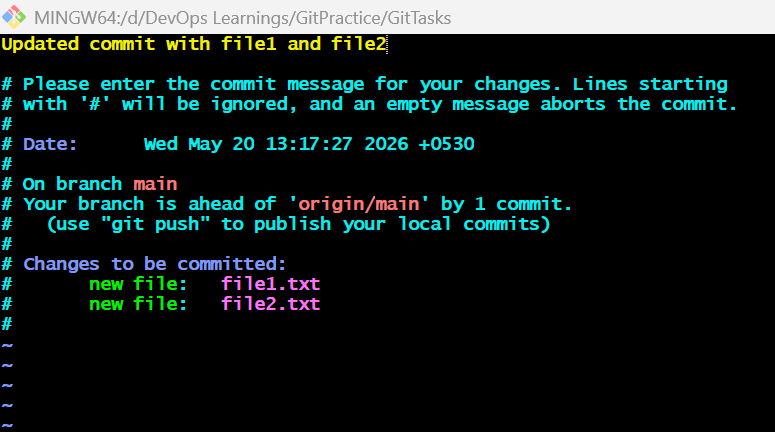 MINGW64:/d/DevOps Learnings/GitPractice/GitTasks
Updated commit with file1 and file2
# Please enter the commit message for your changes. Lines starting
# with '#' will be ignored, and an empty message aborts the commit.
#
# Date:      Wed May 20 13:17:27 2026 +0530
#
# On branch main
# Your branch is ahead of 'origin/main' by 1 commit.
#   (use "git push" to publish your local commits)
#
# Changes to be committed:
#       new file:   file1.txt
#       new file:   file2.txt
#
~
~
~
~
~